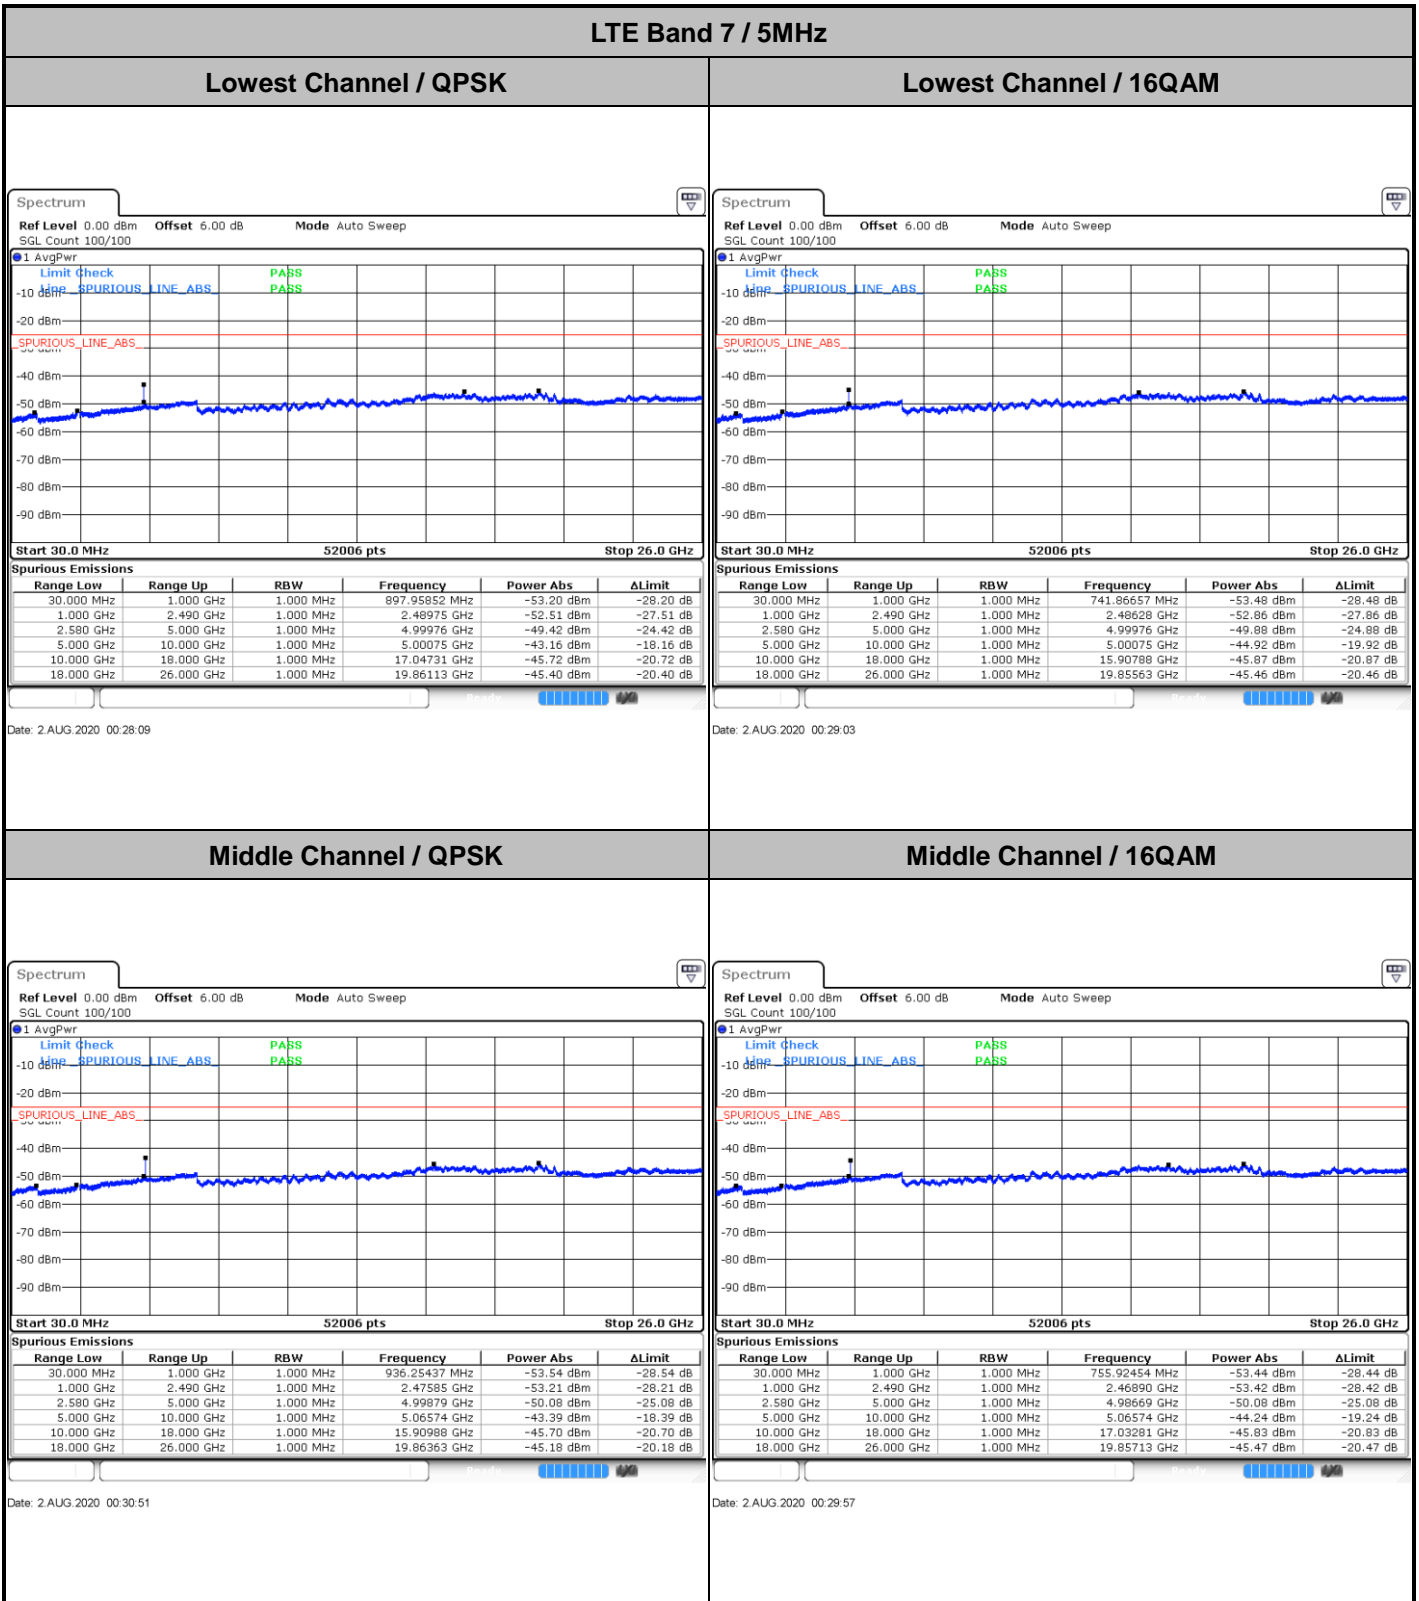 LTE Band 7 / 5MHz
Lowest Channel / QPSK
Lowest Channel / 16QAM
Spectrum
Ref Level 0.00 dBm Offset 6.00 dB Mode Auto Sweep
SGL Count 100/100
1 AvgPwr
Limit Check PASS
Line _SPURIOUS_LINE_ABS_ PASS
-10 dBm
-20 dBm
_SPURIOUS_LINE_ABS_
-30 dBm
-40 dBm
-50 dBm
-60 dBm
-70 dBm
-80 dBm
-90 dBm
Start 30.0 MHz 52006 pts Stop 26.0 GHz
Spurious Emissions
Range Low Range Up RBW Frequency Power Abs ΔLimit
30.000 MHz 1.000 GHz 1.000 MHz 897.95852 MHz -53.20 dBm -28.20 dB
1.000 GHz 2.490 GHz 1.000 MHz 2.48975 GHz -52.51 dBm -27.51 dB
2.580 GHz 5.000 GHz 1.000 MHz 4.99976 GHz -49.42 dBm -24.42 dB
5.000 GHz 10.000 GHz 1.000 MHz 5.00075 GHz -43.16 dBm -18.16 dB
10.000 GHz 18.000 GHz 1.000 MHz 17.04731 GHz -45.72 dBm -20.72 dB
18.000 GHz 26.000 GHz 1.000 MHz 19.86113 GHz -45.40 dBm -20.40 dB
Ready
Date: 2.AUG.2020 00:28:09
Spectrum
Ref Level 0.00 dBm Offset 6.00 dB Mode Auto Sweep
SGL Count 100/100
1 AvgPwr
Limit Check PASS
Line _SPURIOUS_LINE_ABS_ PASS
-10 dBm
-20 dBm
_SPURIOUS_LINE_ABS_
-30 dBm
-40 dBm
-50 dBm
-60 dBm
-70 dBm
-80 dBm
-90 dBm
Start 30.0 MHz 52006 pts Stop 26.0 GHz
Spurious Emissions
Range Low Range Up RBW Frequency Power Abs ΔLimit
30.000 MHz 1.000 GHz 1.000 MHz 741.86657 MHz -53.48 dBm -28.48 dB
1.000 GHz 2.490 GHz 1.000 MHz 2.48628 GHz -52.86 dBm -27.86 dB
2.580 GHz 5.000 GHz 1.000 MHz 4.99976 GHz -49.88 dBm -24.88 dB
5.000 GHz 10.000 GHz 1.000 MHz 5.00075 GHz -44.92 dBm -19.92 dB
10.000 GHz 18.000 GHz 1.000 MHz 15.90788 GHz -45.87 dBm -20.87 dB
18.000 GHz 26.000 GHz 1.000 MHz 19.85563 GHz -45.46 dBm -20.46 dB
Ready
Date: 2.AUG.2020 00:29:03
Middle Channel / QPSK
Middle Channel / 16QAM
Spectrum
Ref Level 0.00 dBm Offset 6.00 dB Mode Auto Sweep
SGL Count 100/100
1 AvgPwr
Limit Check PASS
Line _SPURIOUS_LINE_ABS_ PASS
-10 dBm
-20 dBm
_SPURIOUS_LINE_ABS_
-30 dBm
-40 dBm
-50 dBm
-60 dBm
-70 dBm
-80 dBm
-90 dBm
Start 30.0 MHz 52006 pts Stop 26.0 GHz
Spurious Emissions
Range Low Range Up RBW Frequency Power Abs ΔLimit
30.000 MHz 1.000 GHz 1.000 MHz 936.25437 MHz -53.54 dBm -28.54 dB
1.000 GHz 2.490 GHz 1.000 MHz 2.47585 GHz -53.21 dBm -28.21 dB
2.580 GHz 5.000 GHz 1.000 MHz 4.99879 GHz -50.08 dBm -25.08 dB
5.000 GHz 10.000 GHz 1.000 MHz 5.06574 GHz -43.39 dBm -18.39 dB
10.000 GHz 18.000 GHz 1.000 MHz 15.90988 GHz -45.70 dBm -20.70 dB
18.000 GHz 26.000 GHz 1.000 MHz 19.86363 GHz -45.18 dBm -20.18 dB
Ready
Date: 2.AUG.2020 00:30:51
Spectrum
Ref Level 0.00 dBm Offset 6.00 dB Mode Auto Sweep
SGL Count 100/100
1 AvgPwr
Limit Check PASS
Line _SPURIOUS_LINE_ABS_ PASS
-10 dBm
-20 dBm
_SPURIOUS_LINE_ABS_
-30 dBm
-40 dBm
-50 dBm
-60 dBm
-70 dBm
-80 dBm
-90 dBm
Start 30.0 MHz 52006 pts Stop 26.0 GHz
Spurious Emissions
Range Low Range Up RBW Frequency Power Abs ΔLimit
30.000 MHz 1.000 GHz 1.000 MHz 755.92454 MHz -53.44 dBm -28.44 dB
1.000 GHz 2.490 GHz 1.000 MHz 2.46890 GHz -53.42 dBm -28.42 dB
2.580 GHz 5.000 GHz 1.000 MHz 4.98669 GHz -50.08 dBm -25.08 dB
5.000 GHz 10.000 GHz 1.000 MHz 5.06574 GHz -44.24 dBm -19.24 dB
10.000 GHz 18.000 GHz 1.000 MHz 17.03281 GHz -45.83 dBm -20.83 dB
18.000 GHz 26.000 GHz 1.000 MHz 19.85713 GHz -45.47 dBm -20.47 dB
Ready
Date: 2.AUG.2020 00:29:57